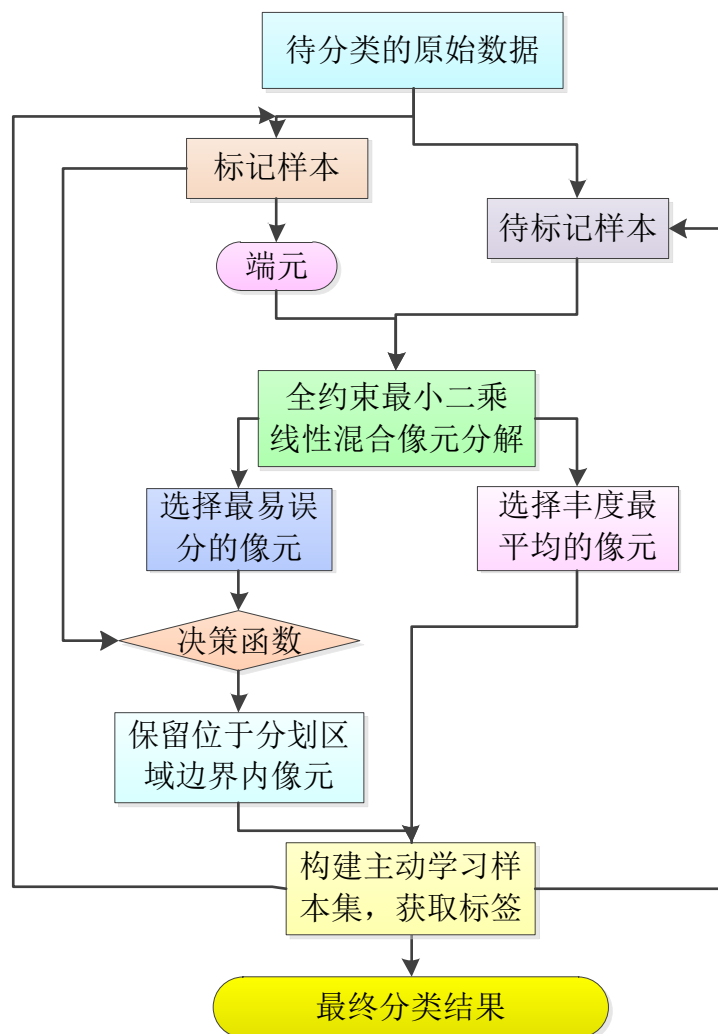 待分类的原始数据
标记样本
待标记样本
端元
全约束最小二乘
线性混合像元分解
选择最易误
分的像元
选择丰度最
平均的像元
决策函数
保留位于分划区
域边界内像元
构建主动学习样
本集，获取标签
最终分类结果